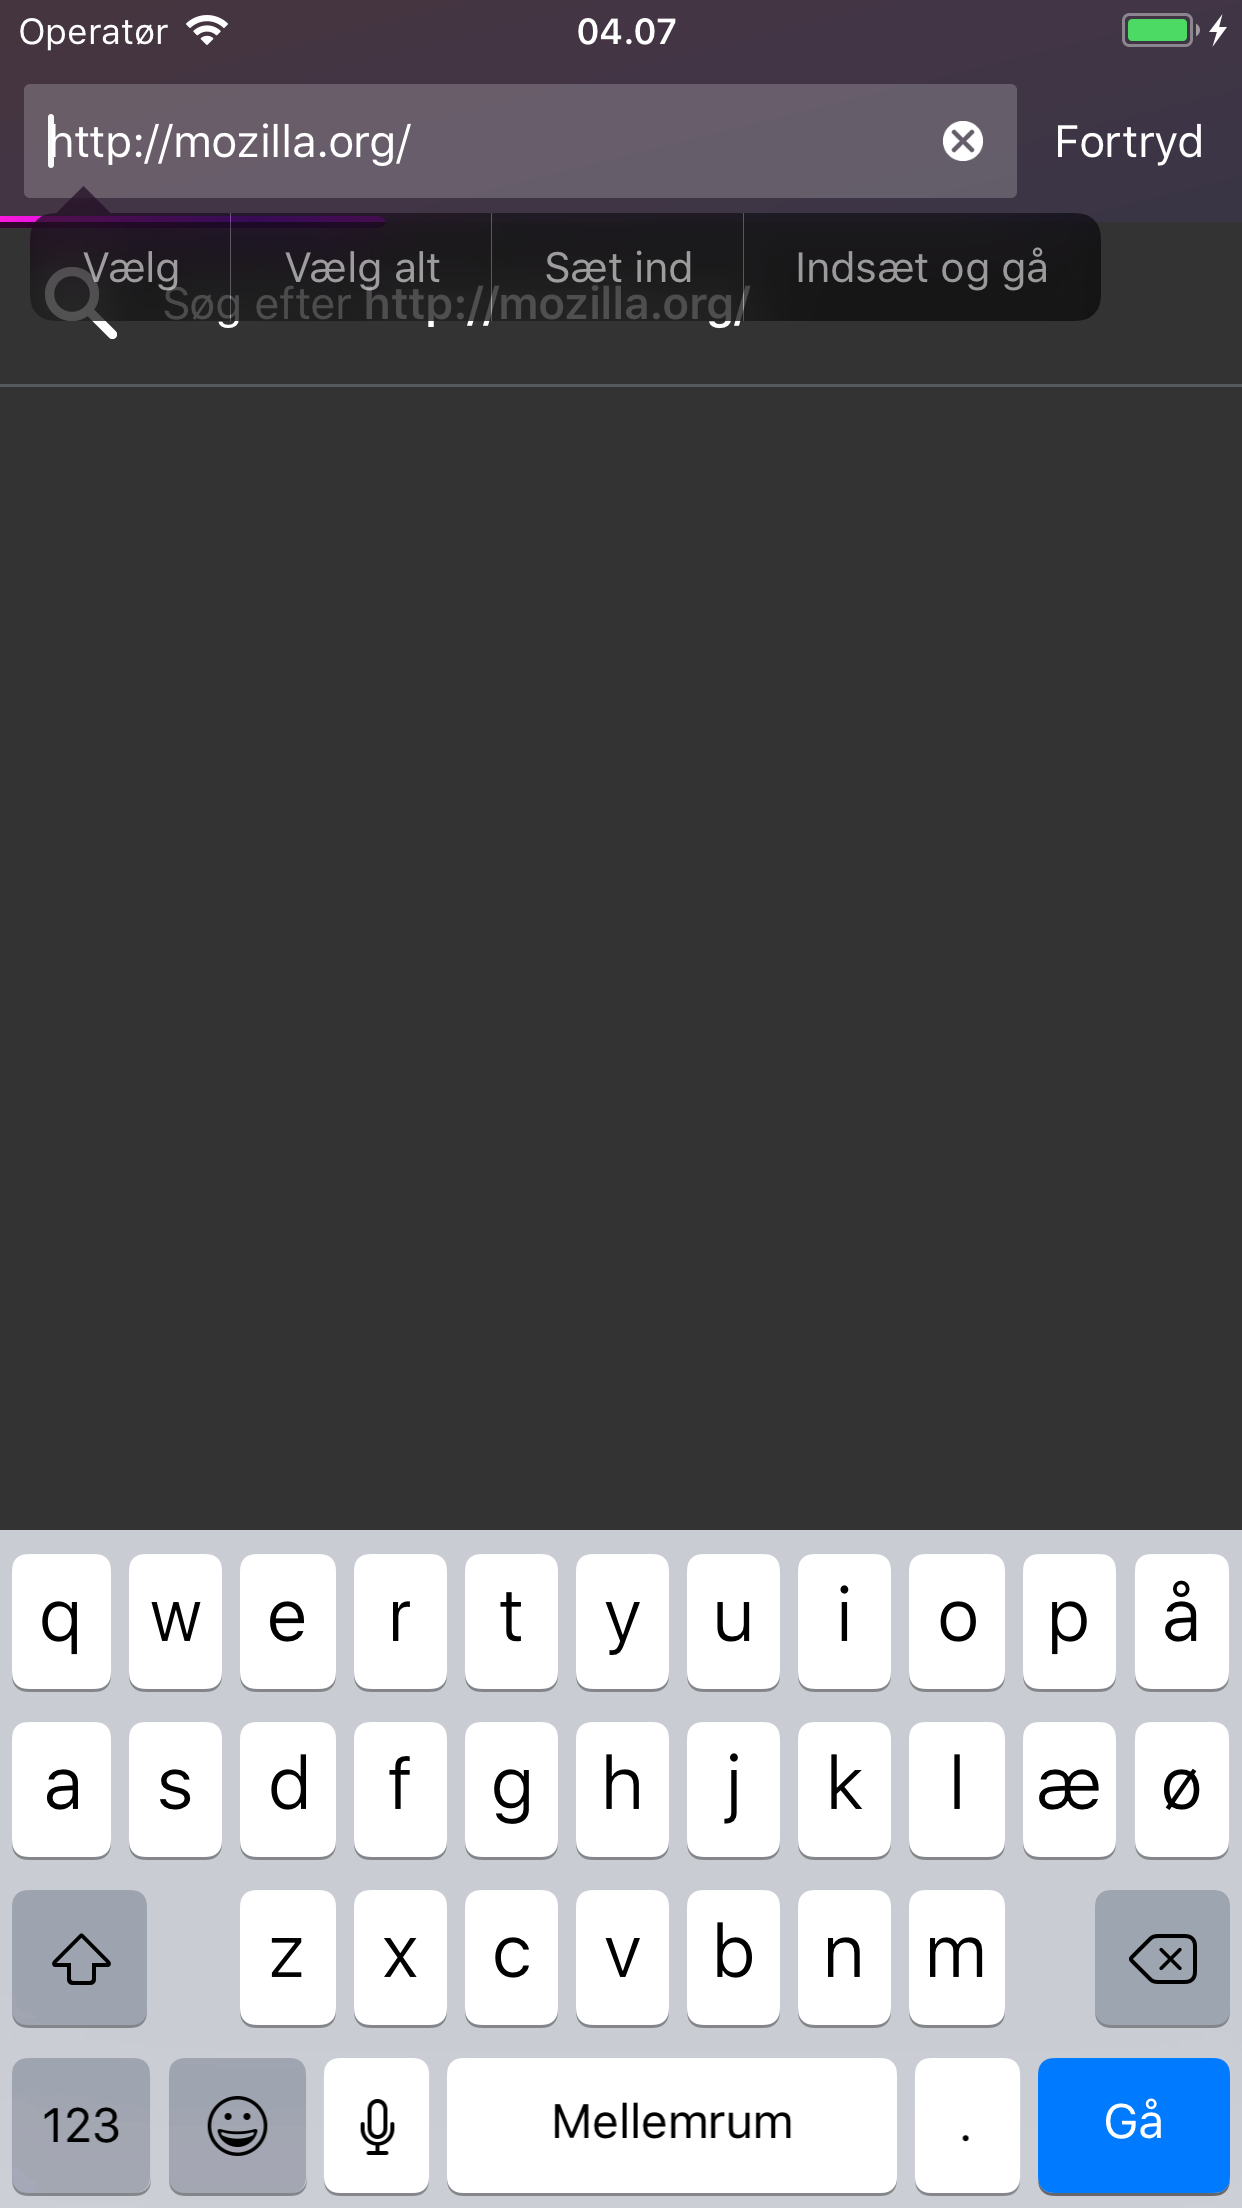 Operatør 04.07
http://mozilla.org/ Fortryd
Vælg Vælg alt Sæt ind Indsæt og gå
Søg efter http://mozilla.org/
q w e r t y u i o p å
a s d f g h j k l æ ø
z x c v b n m
123 Mellemrum . Gå